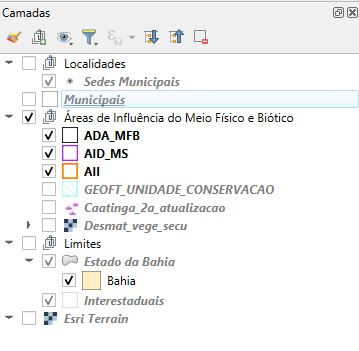 Camadas
Localidades
Sedes Municipais
Municipais
Áreas de Influência do Meio Físico e Biótico
ADA_MFB
AID_MS
AII
GEOFT_UNIDADE_CONSERVACAO
Caatinga_2a_atualizacao
Desmat_vege_secu
Limites
Estado da Bahia
Bahia
Interestaduais
Esri Terrain